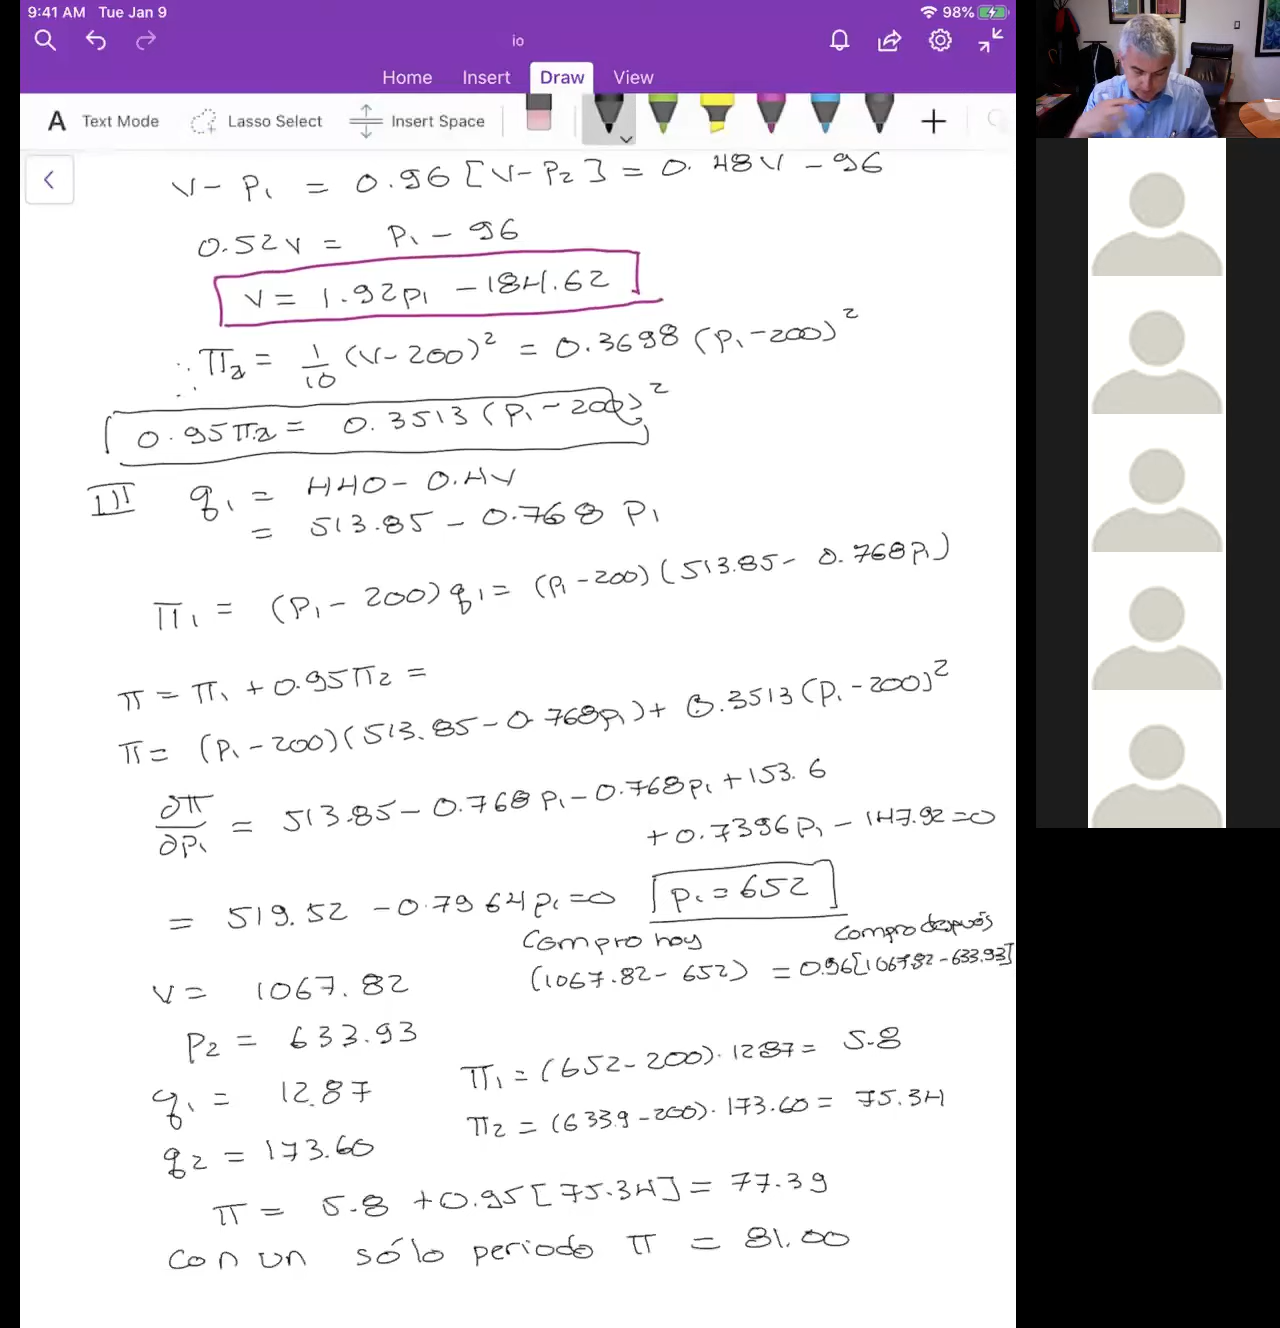 9:41 AM Tue Jan 9
98%
io
Home Insert Draw View
A Text Mode Lasso Select Insert Space
V - P₁ = 0.96 [V - P₂] = 0.48V - 96
0.52V = P₁ - 96
V = 1.92P₁ - 184.62
∴ π₂ = 1/10 (V - 200)² = 0.3698 (P₁ - 200)²
0.95π₂ = 0.3513 (P₁ - 200)²
III q₁ = 440 - 0.4V
= 513.85 - 0.768 P₁
π₁ = (P₁ - 200) q₁ = (P₁ - 200)(513.85 - 0.768P₁)
π = π₁ + 0.95π₂ =
π = (P₁ - 200)(513.85 - 0.768P₁) + 0.3513 (P₁ - 200)²
∂π/∂P₁ = 513.85 - 0.768 P₁ - 0.768P₁ + 153.6
+ 0.7396P₁ - 147.92 = 0
= 519.52 - 0.7964P₁ = 0 P₁ = 652
Compro hoy Compro después
V = 1067.82 (1067.82 - 652) = 0.96[1067.82 - 633.93]
P₂ = 633.93
q₁ = 12.87 π₁ = (652 - 200) · 12.87 = 5.8
q₂ = 173.60 π₂ = (633.9 - 200) · 173.60 = 75.34
π = 5.8 + 0.95 [75.34] = 77.39
con un sólo periodo π = 81.00